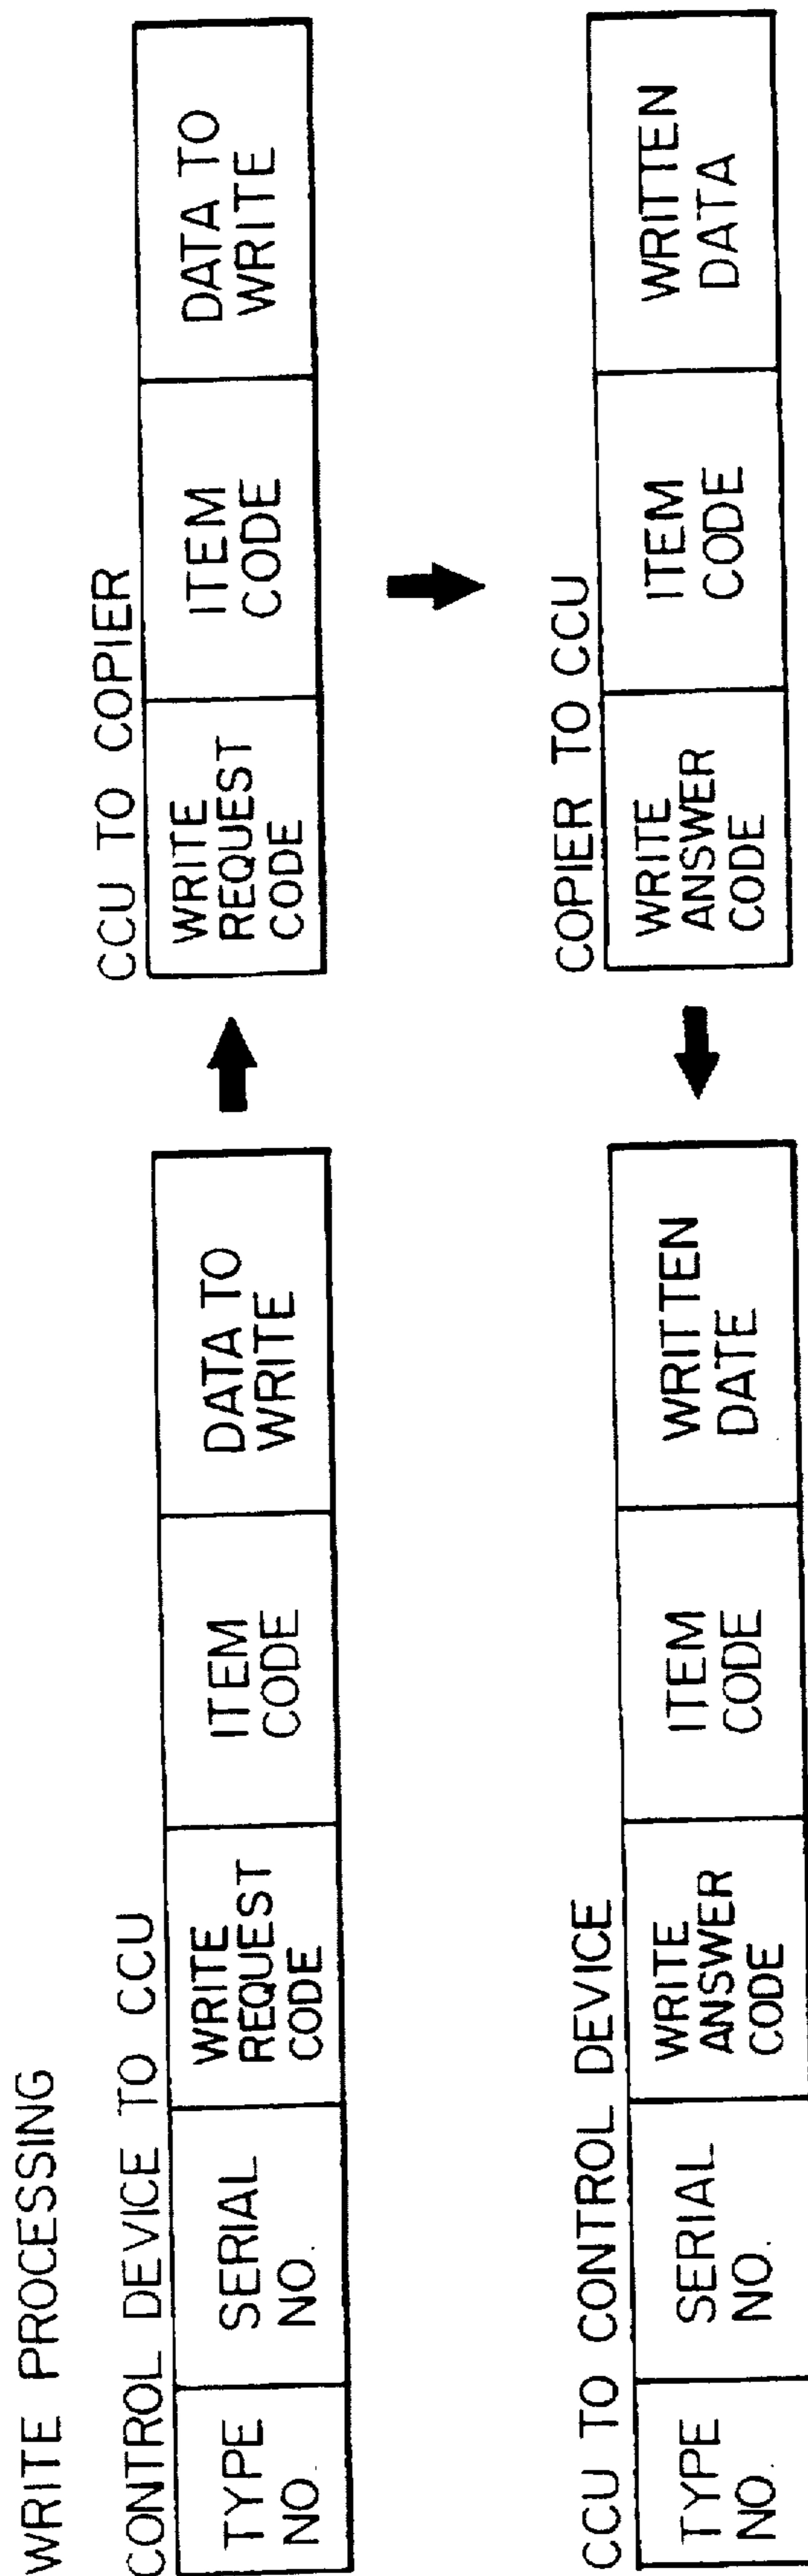 WRITE PROCESSING
CONTROL DEVICE TO CCU
TYPE
NO.
SERIAL
NO.
WRITE
REQUEST
CODE
ITEM
CODE
DATA TO
WRITE
CCU TO COPIER
WRITE
REQUEST
CODE
ITEM
CODE
DATA TO
WRITE
COPIER TO CCU
WRITE
ANSWER
CODE
ITEM
CODE
WRITTEN
DATA
CCU TO CONTROL DEVICE
TYPE
NO.
SERIAL
NO.
WRITE
ANSWER
CODE
ITEM
CODE
WRITTEN
DATE